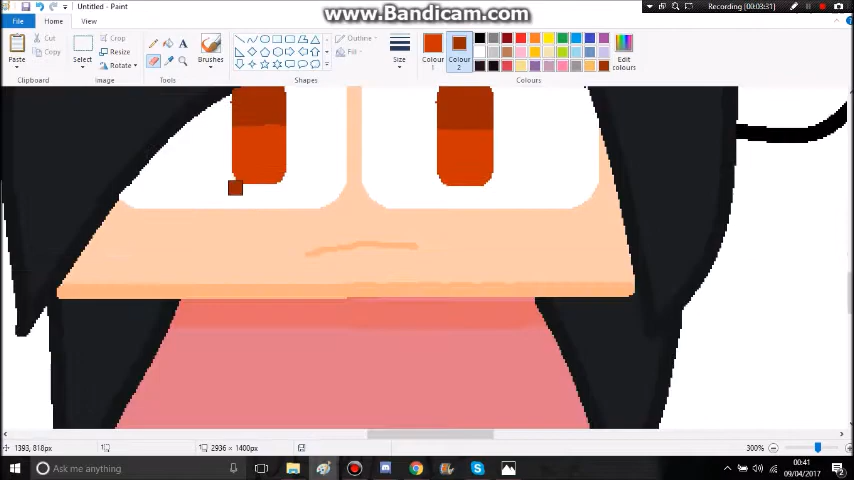 Untitled - Paint
www.Bandicam.com
Recording [00:03:31]
File
Home
View
Paste
Cut
Copy
Clipboard
Select
Crop
Resize
Rotate
Image
Tools
Brushes
Shapes
Outline
Fill
Size
Colour 1
Colour 2
Edit colours
Colours
1393, 818px
2936 × 1400px
300%
Ask me anything
00:41
09/04/2017